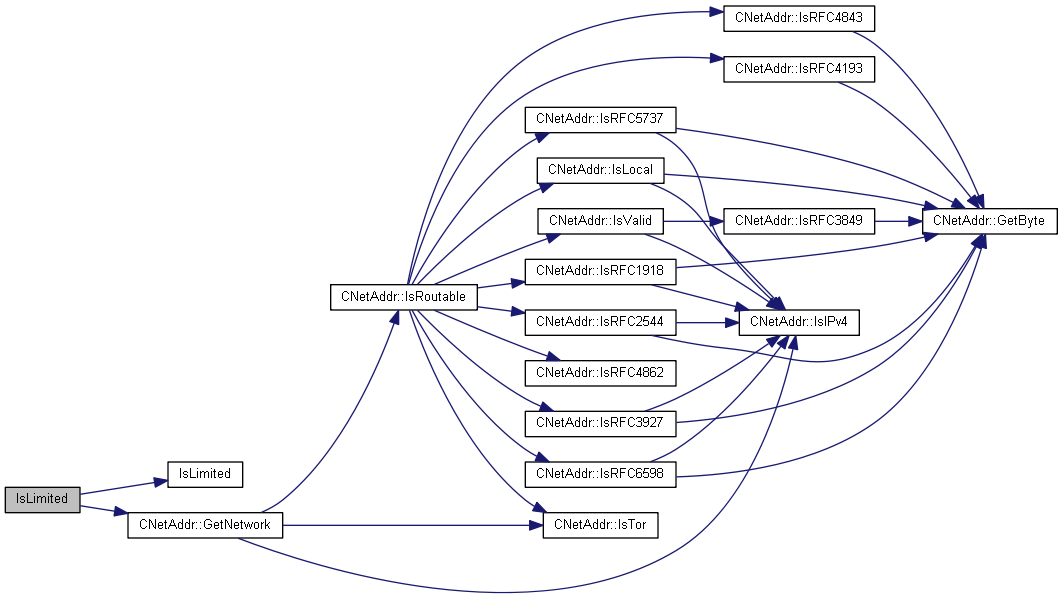 CNetAddr::IsRFC4843
CNetAddr::IsRFC4193
CNetAddr::IsRFC5737
CNetAddr::IsLocal
CNetAddr::IsValid
CNetAddr::IsRFC3849
CNetAddr::GetByte
CNetAddr::IsRFC1918
CNetAddr::IsRoutable
CNetAddr::IsRFC2544
CNetAddr::IsIPv4
CNetAddr::IsRFC4862
CNetAddr::IsRFC3927
CNetAddr::IsRFC6598
IsLimited
IsLimited
CNetAddr::GetNetwork
CNetAddr::IsTor